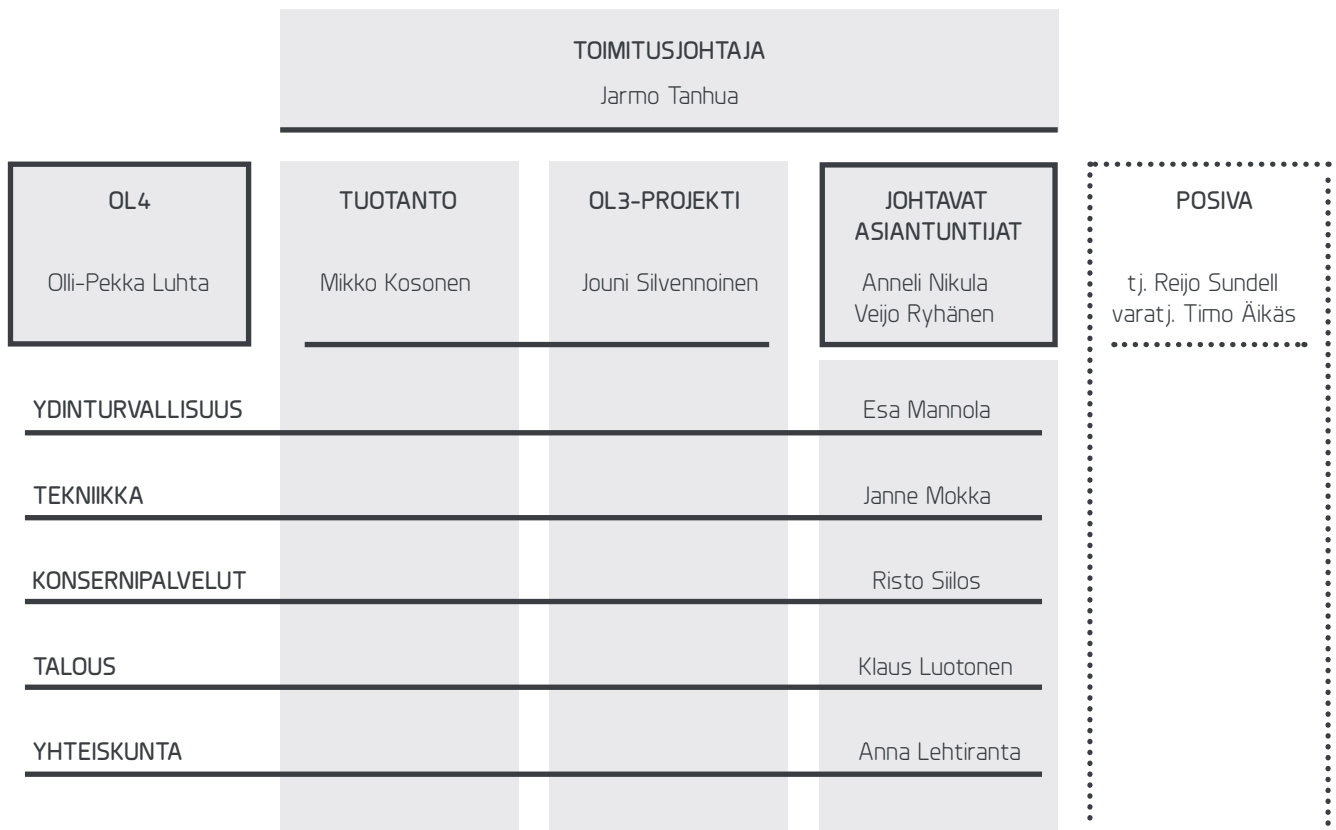 TOIMITUSJOHTAJA
Jarmo Tanhua
OL4
Olli-Pekka Luhta
TUOTANTO
Mikko Kosonen
OL3-PROJEKTI
Jouni Silvennoinen
JOHTAVAT
ASIANTUNTIJAT
Anneli Nikula
Veijo Ryhänen
POSIVA
tj. Reijo Sundell
varatj. Timo Äikäs
YDINTURVALLISUUS
Esa Mannola
TEKNIIKKA
Janne Mokka
KONSERNIPALVELUT
Risto Siilos
TALOUS
Klaus Luotonen
YHTEISKUNTA
Anna Lehtiranta